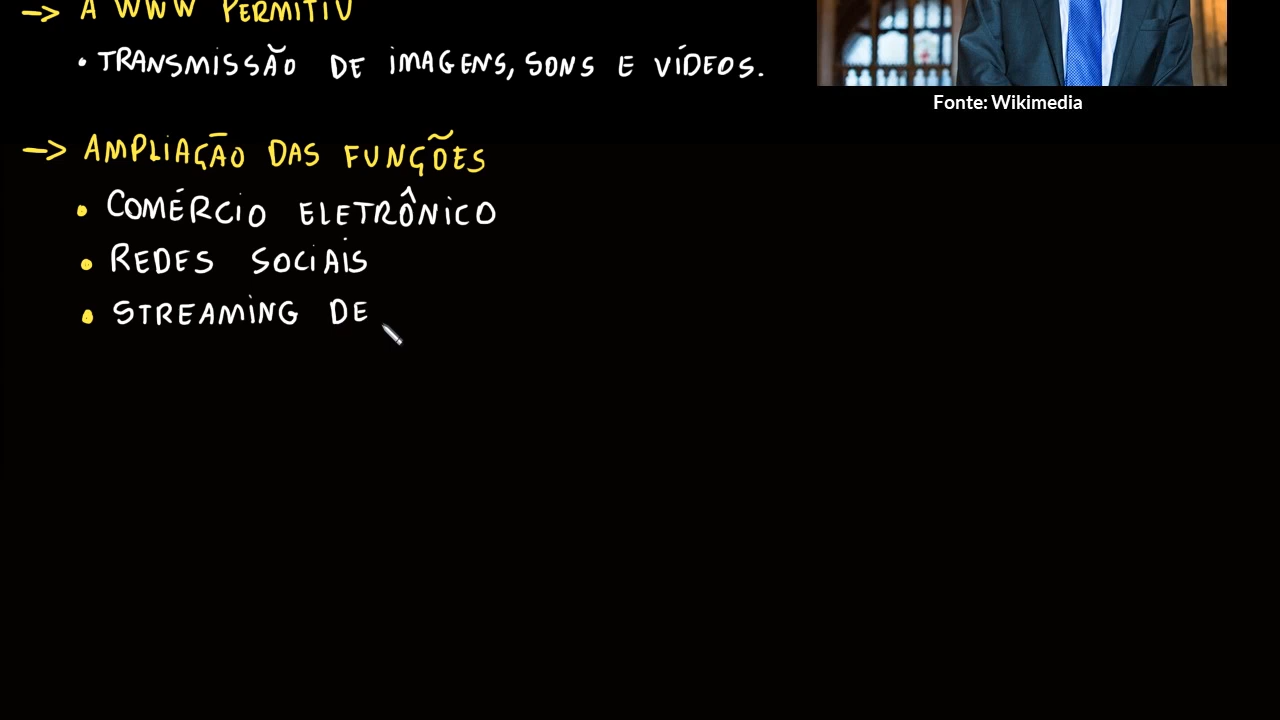 -> A WWW PERMITIU
• TRANSMISSÃO DE IMAGENS, SONS E VÍDEOS.
Fonte: Wikimedia
-> AMPLIAÇÃO DAS FUNÇÕES
• COMÉRCIO ELETRÔNICO
• REDES SOCIAIS
• STREAMING DE